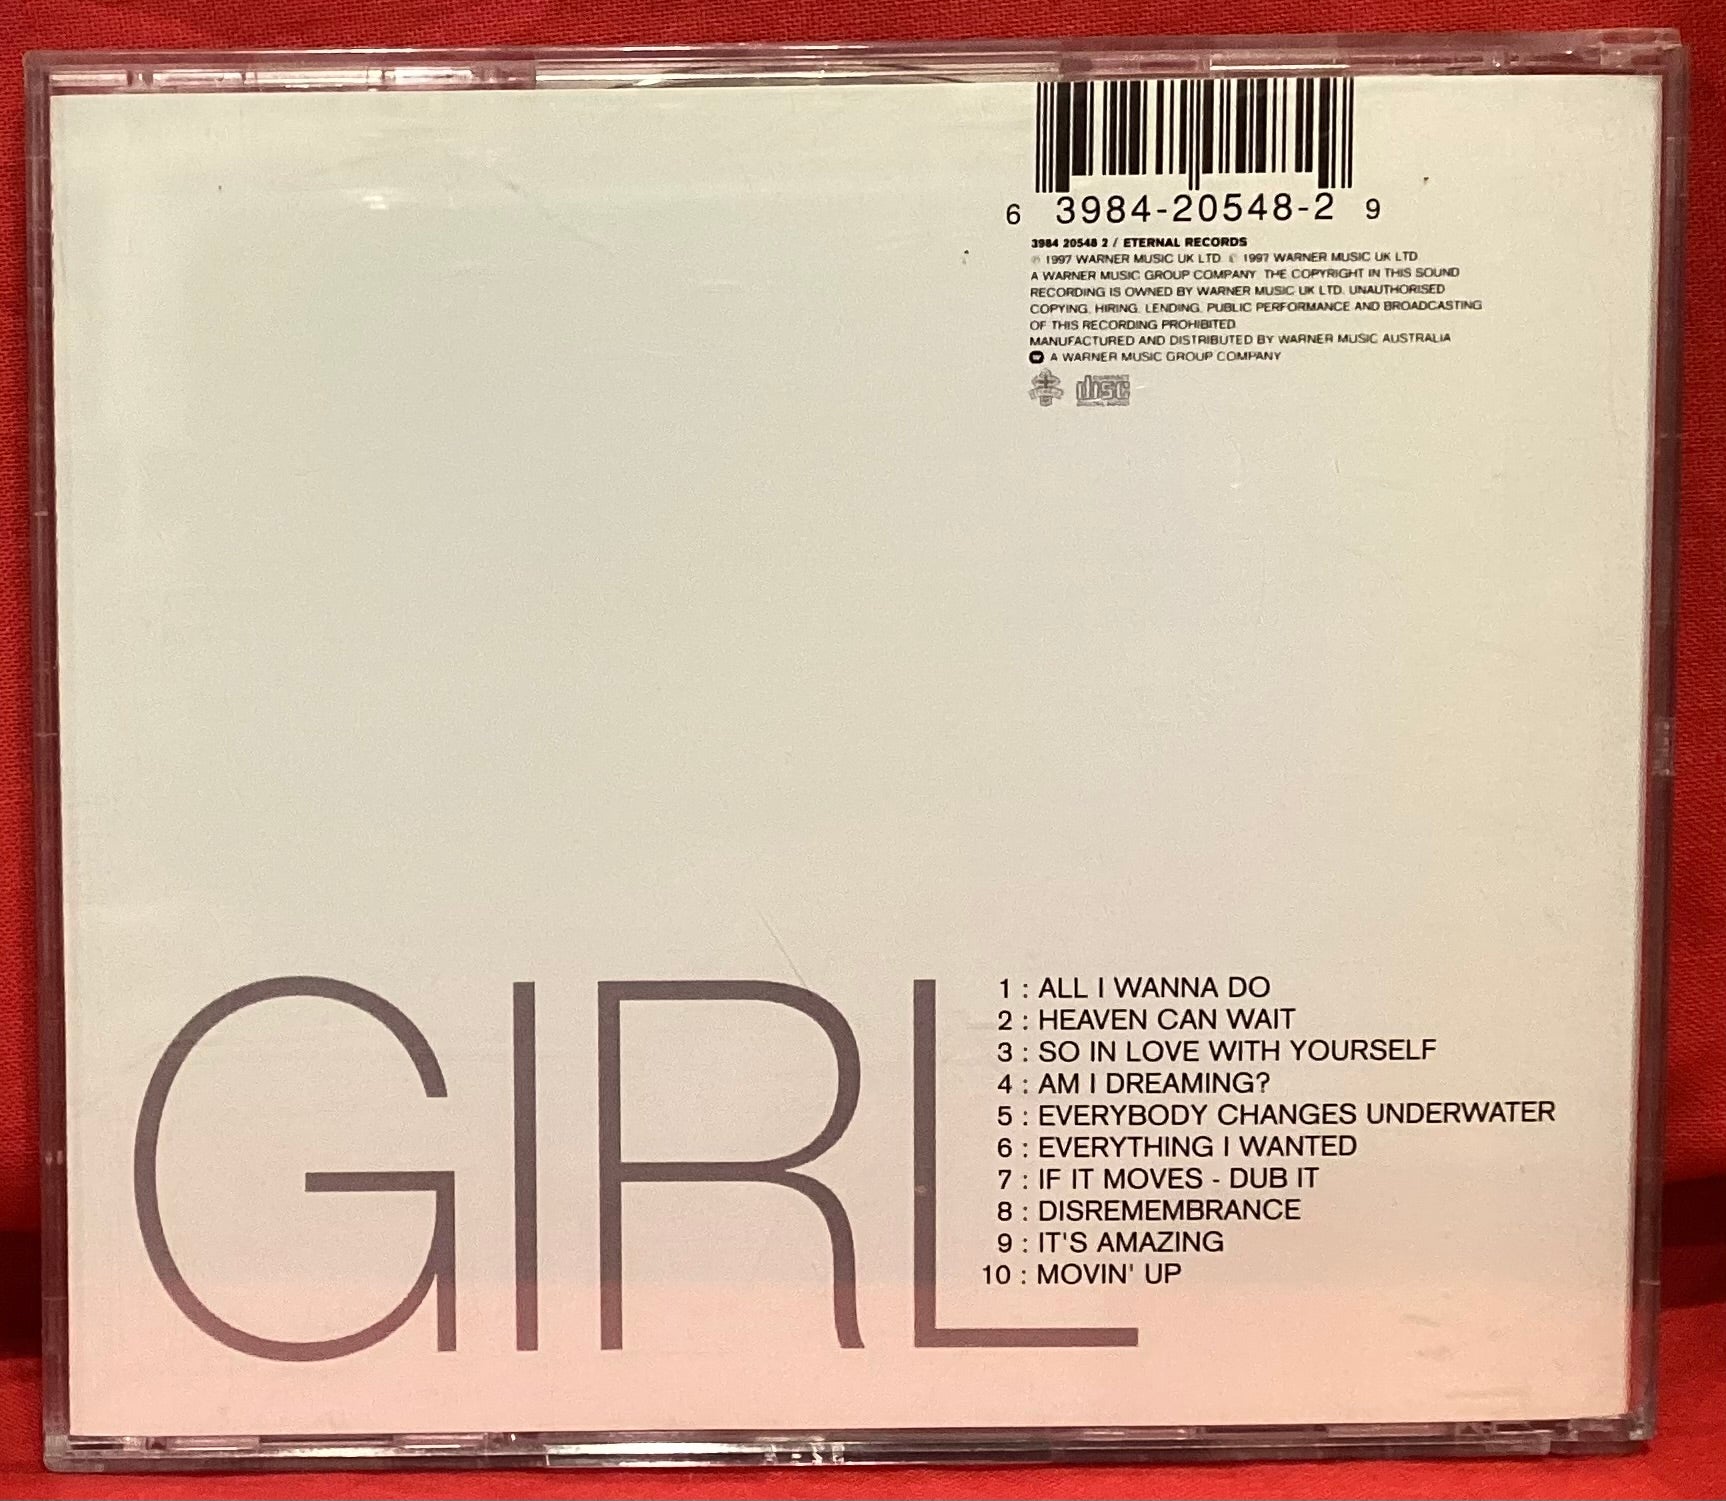 6 3984-20548-2 9
3984 20548 2 / ETERNAL RECORDS
℗ 1997 WARNER MUSIC UK LTD © 1997 WARNER MUSIC UK LTD
A WARNER MUSIC GROUP COMPANY. THE COPYRIGHT IN THIS SOUND
RECORDING IS OWNED BY WARNER MUSIC UK LTD. UNAUTHORISED
COPYING, HIRING, LENDING, PUBLIC PERFORMANCE AND BROADCASTING
OF THIS RECORDING PROHIBITED
MANUFACTURED AND DISTRIBUTED BY WARNER MUSIC AUSTRALIA
A WARNER MUSIC GROUP COMPANY
COMPACT
disc
DIGITAL AUDIO
GIRL
1 : ALL I WANNA DO
2 : HEAVEN CAN WAIT
3 : SO IN LOVE WITH YOURSELF
4 : AM I DREAMING?
5 : EVERYBODY CHANGES UNDERWATER
6 : EVERYTHING I WANTED
7 : IF IT MOVES - DUB IT
8 : DISREMEMBRANCE
9 : IT'S AMAZING
10 : MOVIN' UP